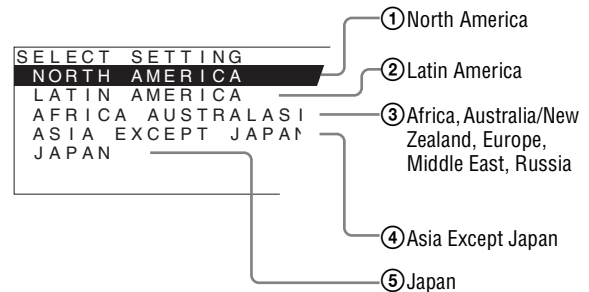 SELECT SETTING
NORTH AMERICA
LATIN AMERICA
AFRICA AUSTRALASI
ASIA EXCEPT JAPAN
JAPAN
①North America
②Latin America
③Africa, Australia/New
Zealand, Europe,
Middle East, Russia
④Asia Except Japan
⑤Japan